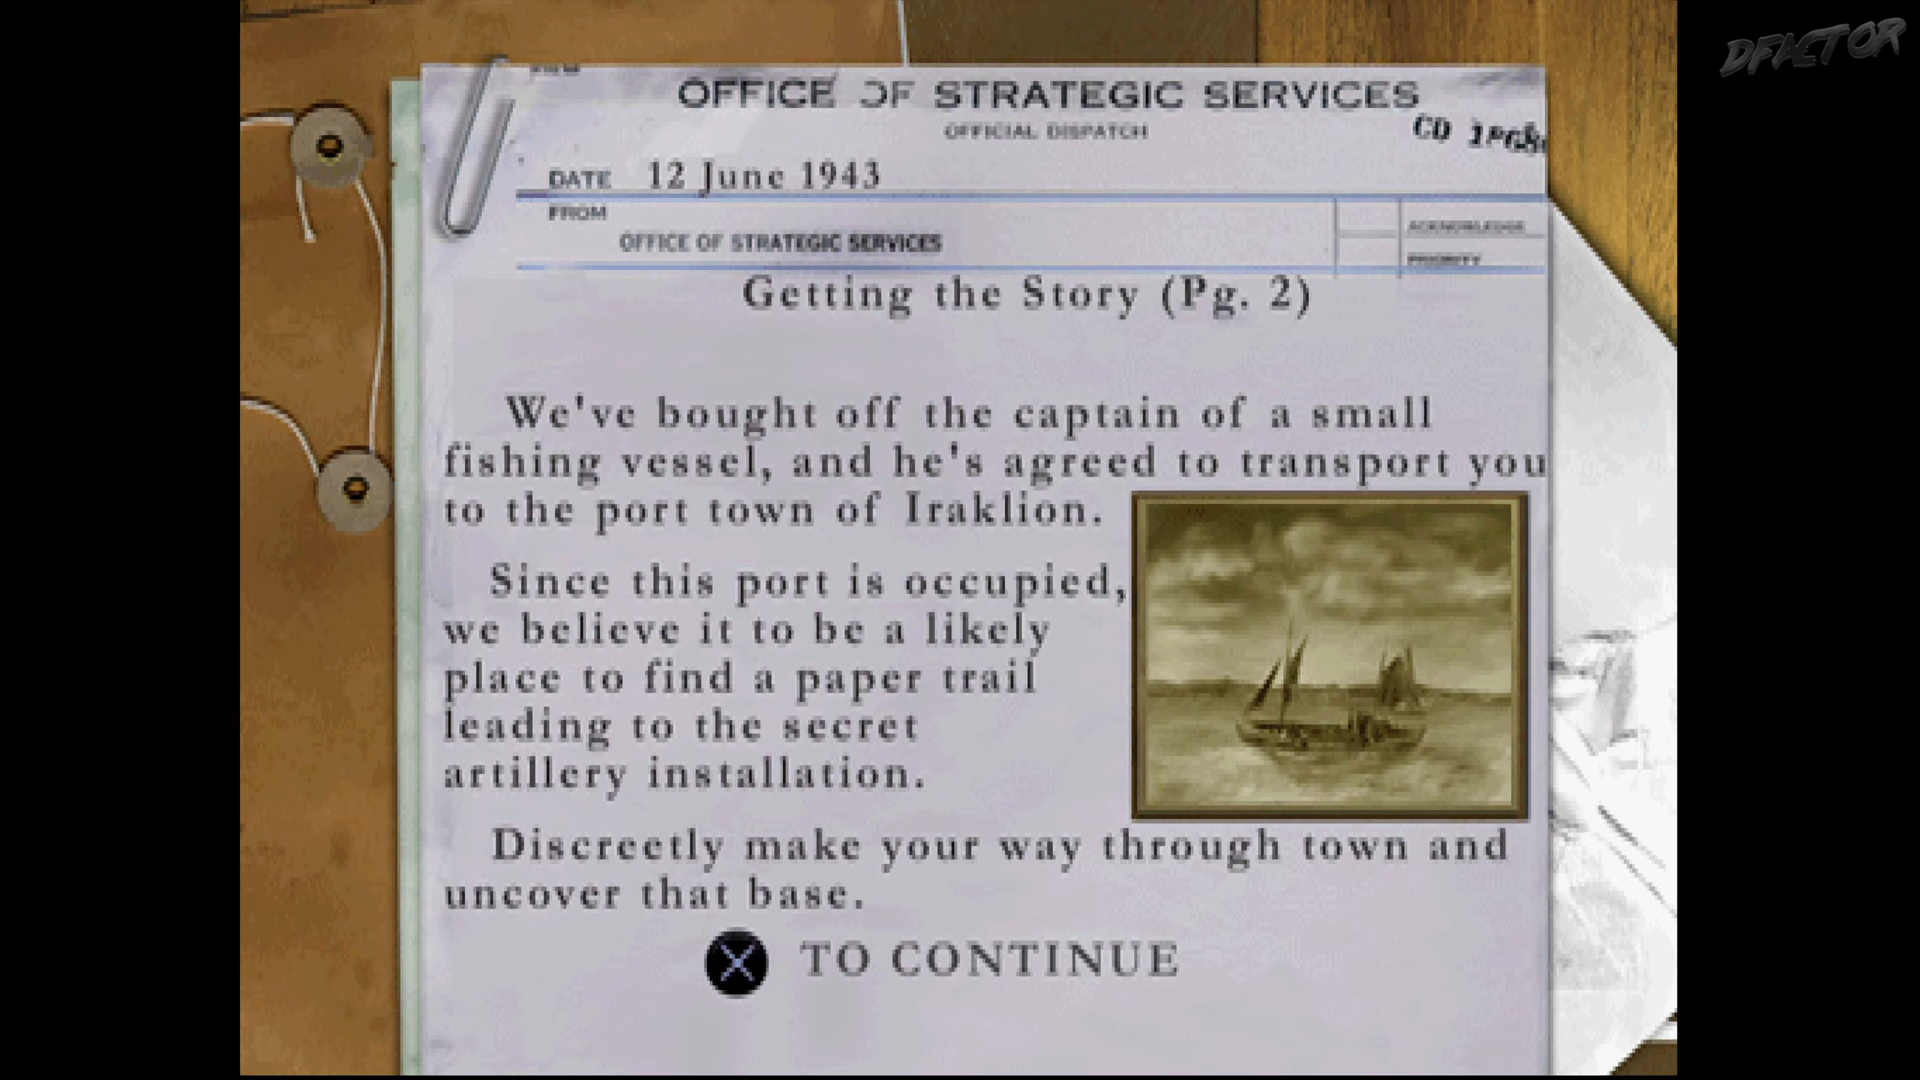 DFACTOR
OFFICE OF STRATEGIC SERVICES
OFFICIAL DISPATCH
CD
DATE 12 June 1943
FROM
OFFICE OF STRATEGIC SERVICES
ACKNOWLEDGE
PRIORITY
Getting the Story (Pg. 2)
We've bought off the captain of a small
fishing vessel, and he's agreed to transport you
to the port town of Iraklion.
Since this port is occupied,
we believe it to be a likely
place to find a paper trail
leading to the secret
artillery installation.
Discreetly make your way through town and
uncover that base.
TO CONTINUE